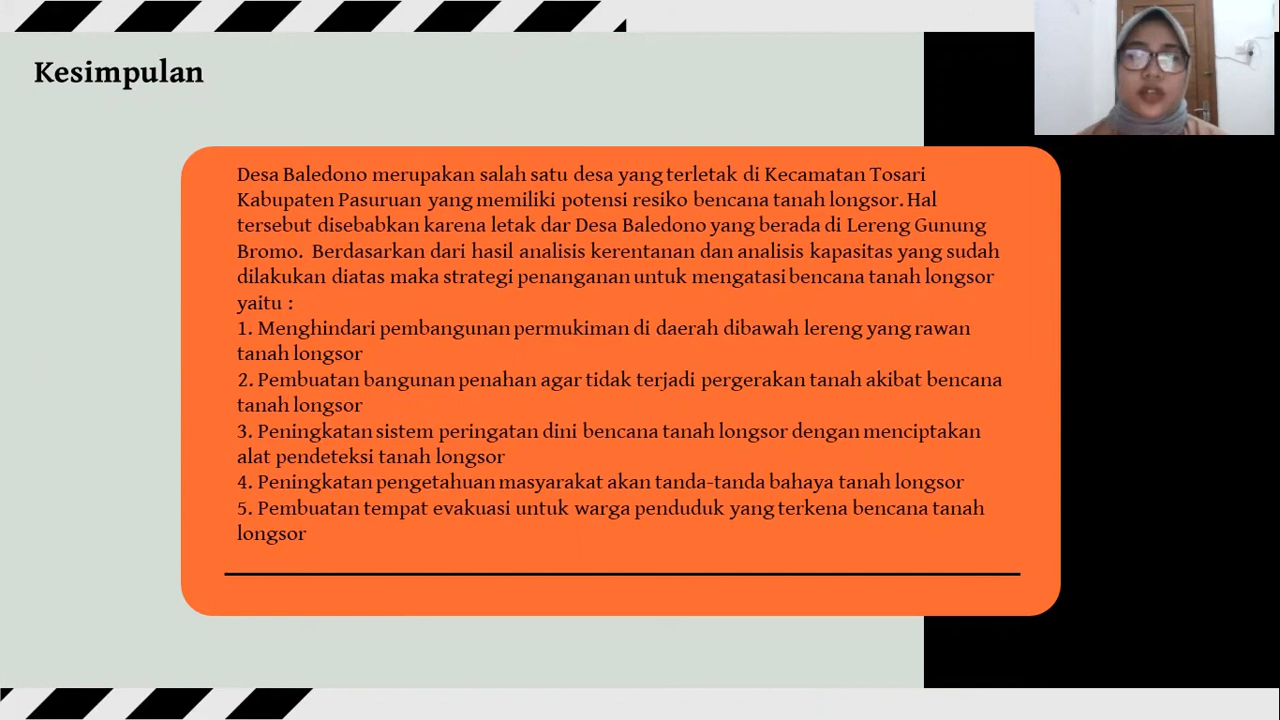 Kesimpulan
Desa Baledono merupakan salah satu desa yang terletak di Kecamatan Tosari
Kabupaten Pasuruan yang memiliki potensi resiko bencana tanah longsor. Hal
tersebut disebabkan karena letak dar Desa Baledono yang berada di Lereng Gunung
Bromo. Berdasarkan dari hasil analisis kerentanan dan analisis kapasitas yang sudah
dilakukan diatas maka strategi penanganan untuk mengatasi bencana tanah longsor
yaitu :
1. Menghindari pembangunan permukiman di daerah dibawah lereng yang rawan
tanah longsor
2. Pembuatan bangunan penahan agar tidak terjadi pergerakan tanah akibat bencana
tanah longsor
3. Peningkatan sistem peringatan dini bencana tanah longsor dengan menciptakan
alat pendeteksi tanah longsor
4. Peningkatan pengetahuan masyarakat akan tanda-tanda bahaya tanah longsor
5. Pembuatan tempat evakuasi untuk warga penduduk yang terkena bencana tanah
longsor